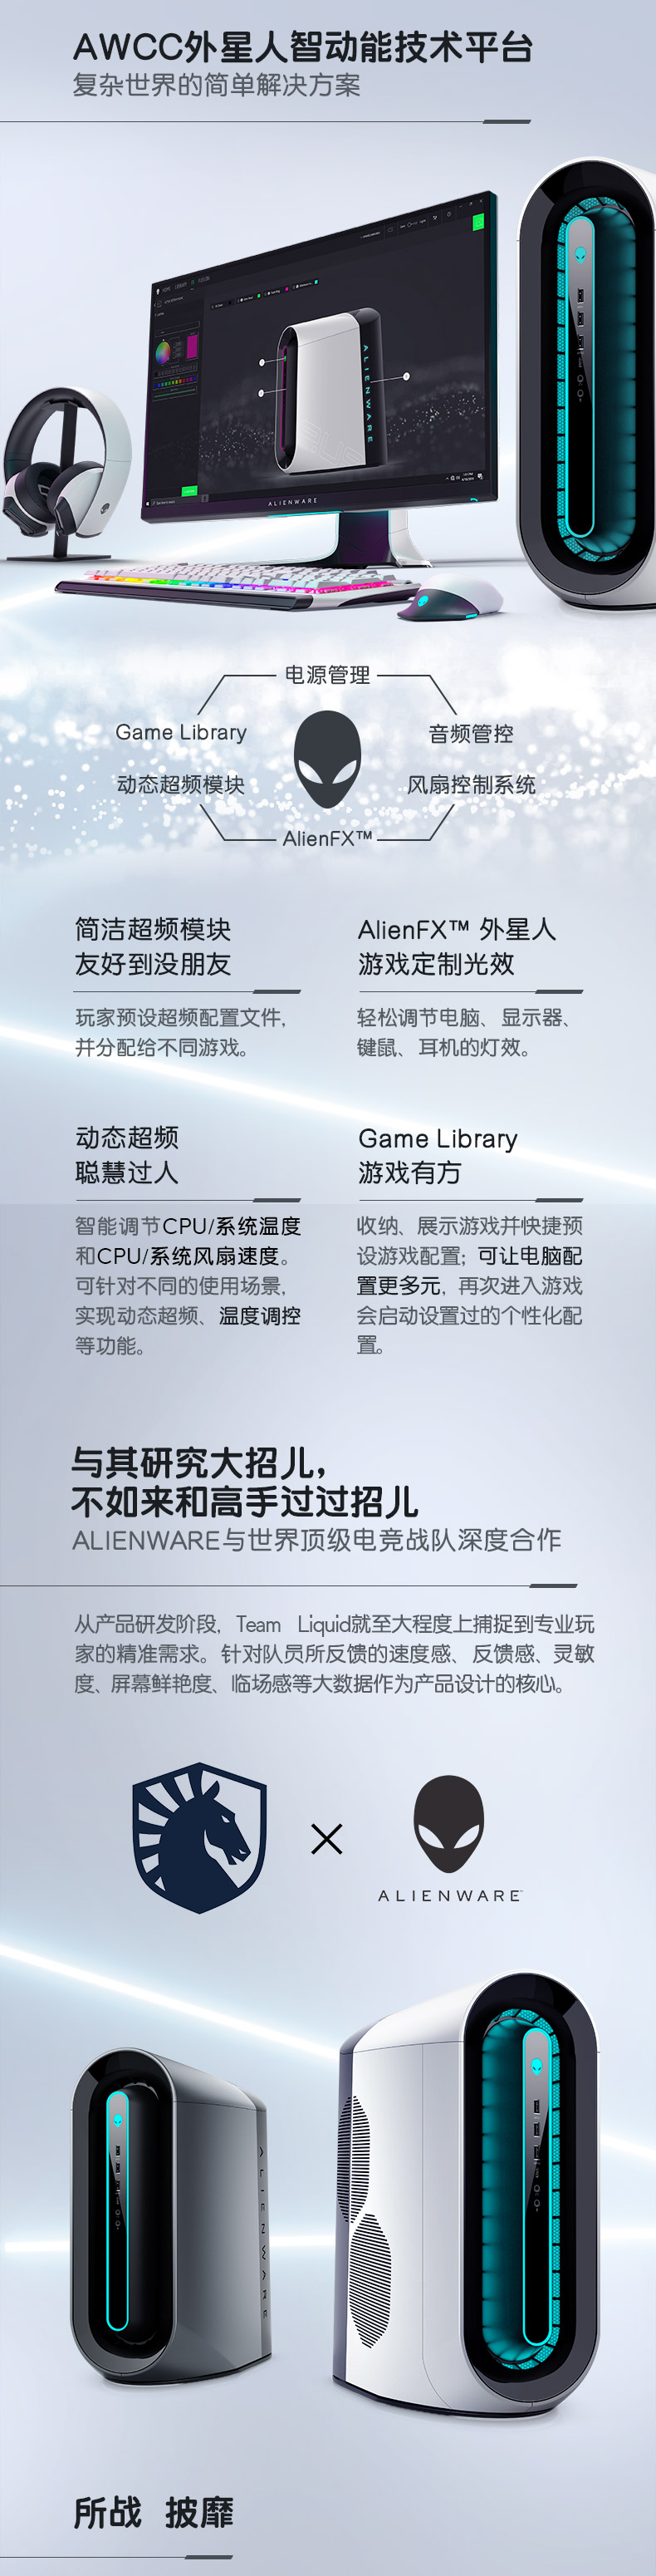 AWCC外星人智动能技术平台
复杂世界的简单解决方案
HOME LIBRARY FUSION
ALIENWARE
ALIENWARE
电源管理
Game Library
音频管控
动态超频模块
风扇控制系统
AlienFX™
简洁超频模块
友好到没朋友
玩家预设超频配置文件，
并分配给不同游戏。
AlienFX™ 外星人
游戏定制光效
轻松调节电脑、显示器、
键鼠、耳机的灯效。
动态超频
聪慧过人
智能调节CPU/系统温度
和CPU/系统风扇速度。
可针对不同的使用场景，
实现动态超频、温度调控
等功能。
Game Library
游戏有方
收纳、展示游戏并快捷预
设游戏配置；可让电脑配
置更多元，再次进入游戏
会启动设置过的个性化配
置。
与其研究大招儿，
不如来和高手过过招儿
ALIENWARE与世界顶级电竞战队深度合作
从产品研发阶段，Team Liquid就至大程度上捕捉到专业玩
家的精准需求。针对队员所反馈的速度感、反馈感、灵敏
度、屏幕鲜艳度、临场感等大数据作为产品设计的核心。
×
ALIENWARE
ALIENWARE
所战 披靡